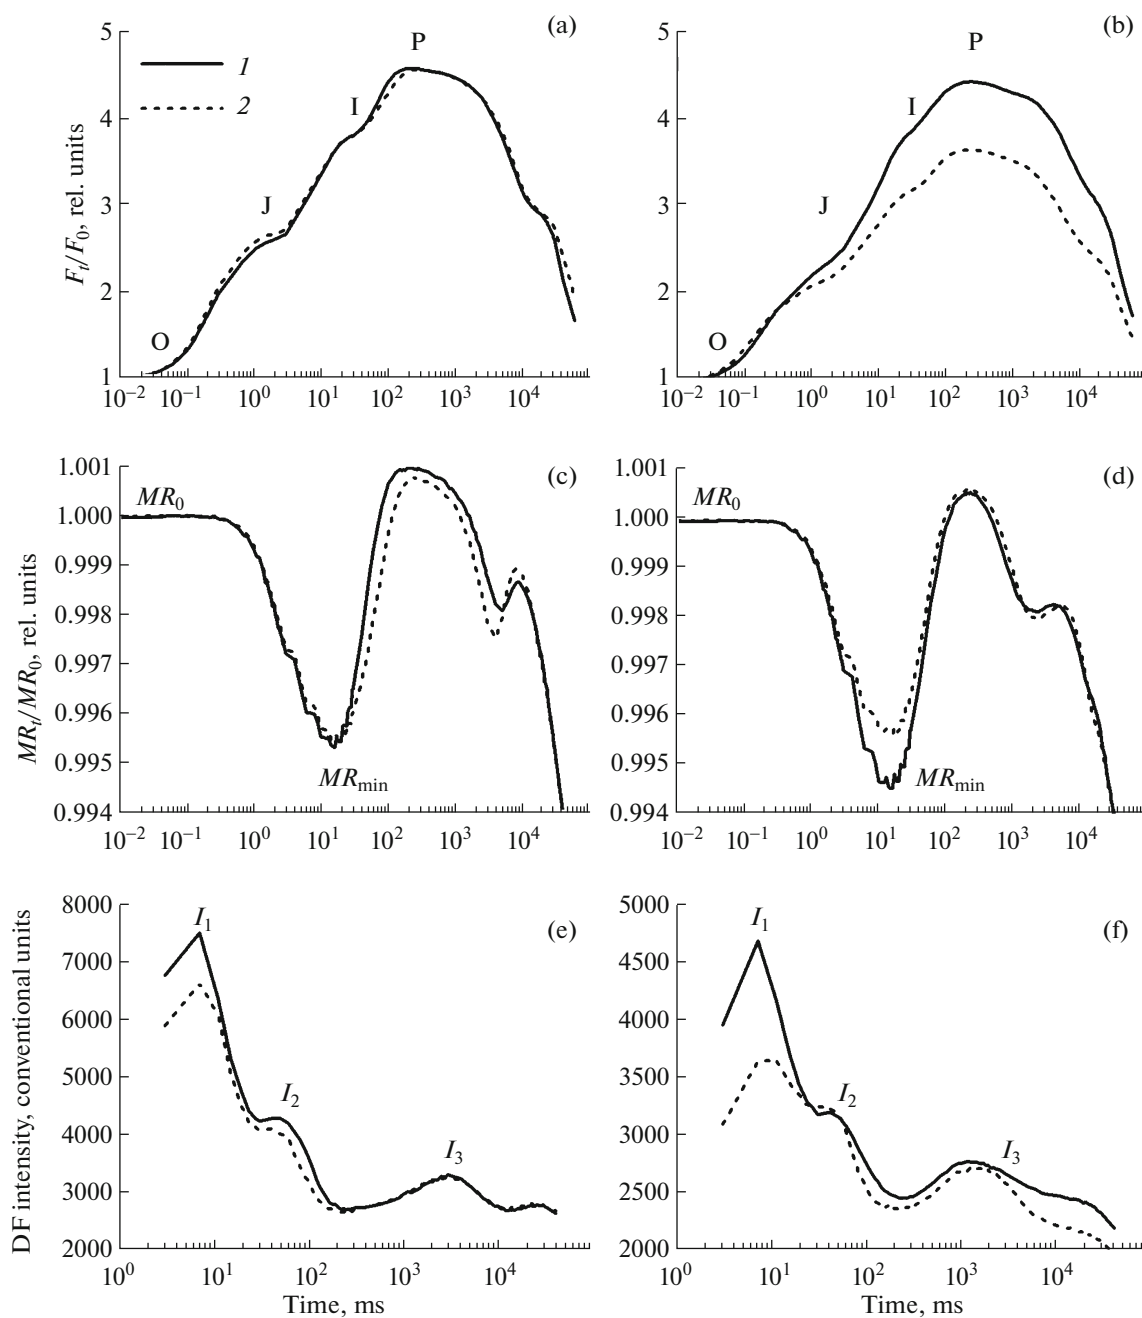 (a)
(b)
5
4
3
2
1
F_t/F_0, rel. units
1
2
O
J
I
P
10^−2 10^−1 10^0 10^1 10^2 10^3 10^4
5
4
3
2
1
O
J
I
P
10^−2 10^−1 10^0 10^1 10^2 10^3 10^4
(c)
1.001
1.000
0.999
0.998
0.997
0.996
0.995
0.994
MR_t/MR_0, rel. units
MR_0
MR_min
10^−2 10^−1 10^0 10^1 10^2 10^3 10^4
(d)
1.001
1.000
0.999
0.998
0.997
0.996
0.995
0.994
MR_0
MR_min
10^−2 10^−1 10^0 10^1 10^2 10^3 10^4
(e)
8000
7000
6000
5000
4000
3000
2000
DF intensity, conventional units
I_1
I_2
I_3
10^0 10^1 10^2 10^3 10^4
Time, ms
(f)
5000
4500
4000
3500
3000
2500
2000
I_1
I_2
I_3
10^0 10^1 10^2 10^3 10^4
Time, ms